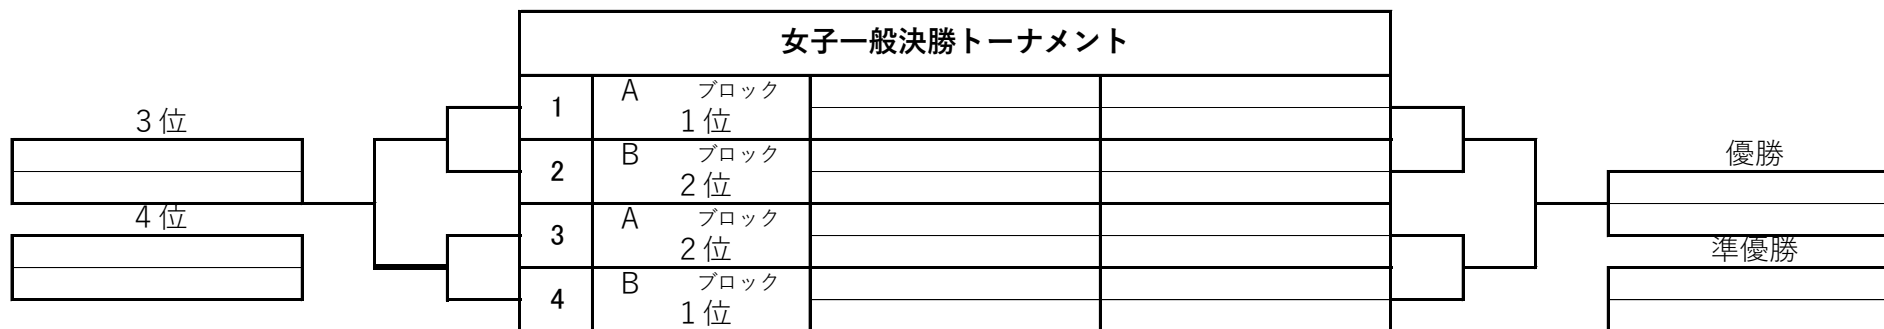 女子一般決勝トーナメント
1 A ブロック
1位
2 B ブロック
2位
3 A ブロック
2位
4 B ブロック
1位
3位
4位
優勝
準優勝